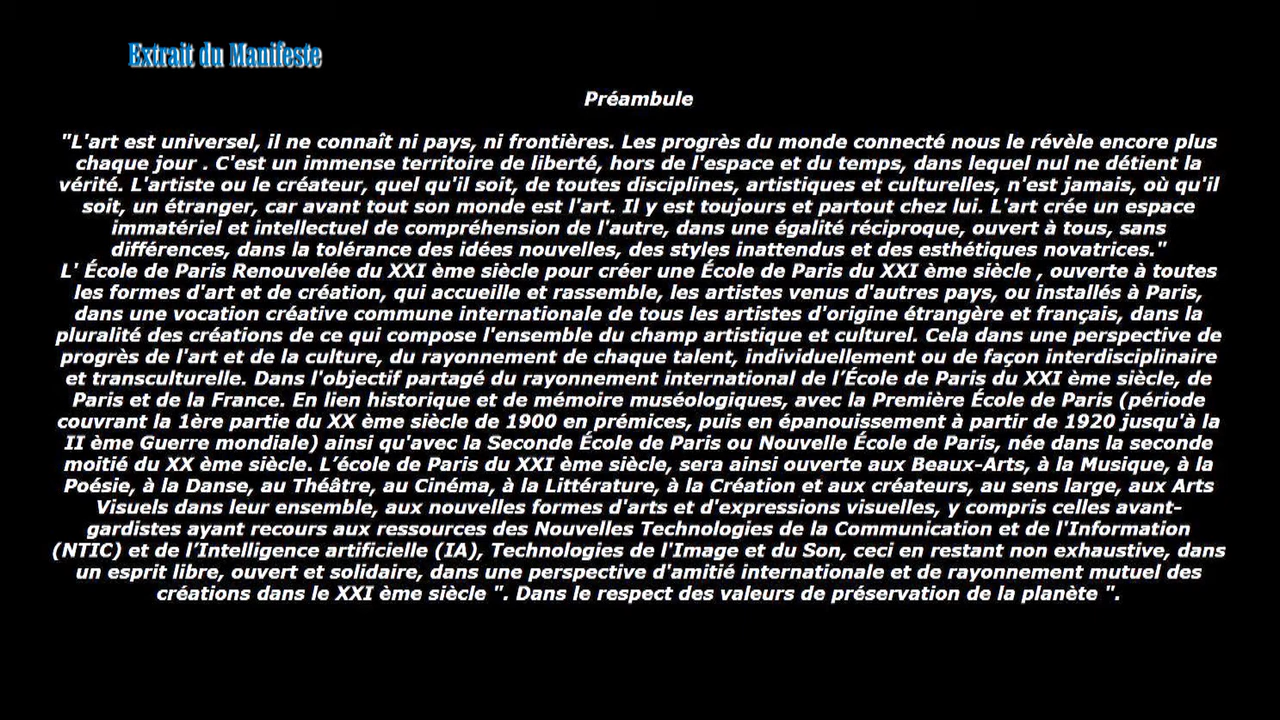 Extrait du Manifeste
Préambule
"L'art est universel, il ne connaît ni pays, ni frontières. Les progrès du monde connecté nous le révèle encore plus
chaque jour . C'est un immense territoire de liberté, hors de l'espace et du temps, dans lequel nul ne détient la
vérité. L'artiste ou le créateur, quel qu'il soit, de toutes disciplines, artistiques et culturelles, n'est jamais, où qu'il
soit, un étranger, car avant tout son monde est l'art. Il y est toujours et partout chez lui. L'art crée un espace
immatériel et intellectuel de compréhension de l'autre, dans une égalité réciproque, ouvert à tous, sans
différences, dans la tolérance des idées nouvelles, des styles inattendus et des esthétiques novatrices."
L' École de Paris Renouvelée du XXI ème siècle pour créer une École de Paris du XXI ème siècle , ouverte à toutes
les formes d'art et de création, qui accueille et rassemble, les artistes venus d'autres pays, ou installés à Paris,
dans une vocation créative commune internationale de tous les artistes d'origine étrangère et français, dans la
pluralité des créations de ce qui compose l'ensemble du champ artistique et culturel. Cela dans une perspective de
progrès de l'art et de la culture, du rayonnement de chaque talent, individuellement ou de façon interdisciplinaire
et transculturelle. Dans l'objectif partagé du rayonnement international de l’École de Paris du XXI ème siècle, de
Paris et de la France. En lien historique et de mémoire muséologiques, avec la Première École de Paris (période
couvrant la 1ère partie du XX ème siècle de 1900 en prémices, puis en épanouissement à partir de 1920 jusqu'à la
II ème Guerre mondiale) ainsi qu'avec la Seconde École de Paris ou Nouvelle École de Paris, née dans la seconde
moitié du XX ème siècle. L’école de Paris du XXI ème siècle, sera ainsi ouverte aux Beaux-Arts, à la Musique, à la
Poésie, à la Danse, au Théâtre, au Cinéma, à la Littérature, à la Création et aux créateurs, au sens large, aux Arts
Visuels dans leur ensemble, aux nouvelles formes d'arts et d'expressions visuelles, y compris celles avant-
gardistes ayant recours aux ressources des Nouvelles Technologies de la Communication et de l'Information
(NTIC) et de l’Intelligence artificielle (IA), Technologies de l'Image et du Son, ceci en restant non exhaustive, dans
un esprit libre, ouvert et solidaire, dans une perspective d'amitié internationale et de rayonnement mutuel des
créations dans le XXI ème siècle ". Dans le respect des valeurs de préservation de la planète ".